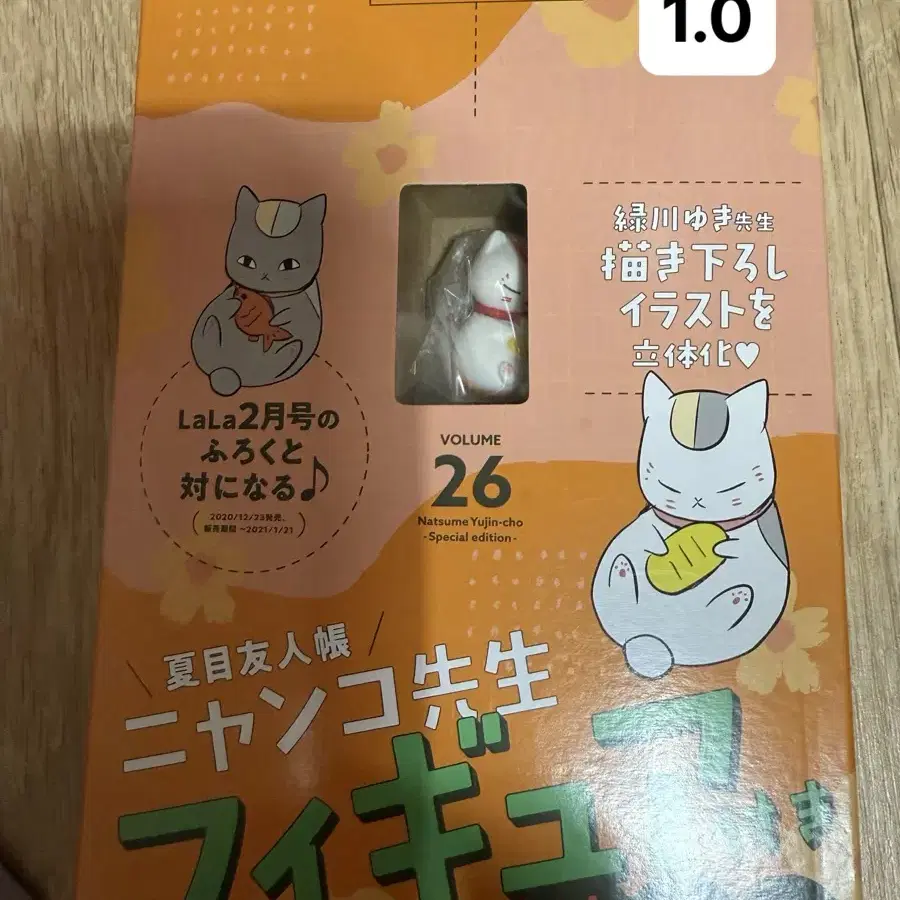 1.0
緑川ゆき先生
描き下ろし
イラストを
立体化♥
LaLa2月号の
ふろくと
対になる♪
2020/12/23発売、
販売期間 ~2021/1/21
VOLUME
26
Natsume Yujin-cho
-Special edition-
夏目友人帳
ニャンコ先生
フィギュア